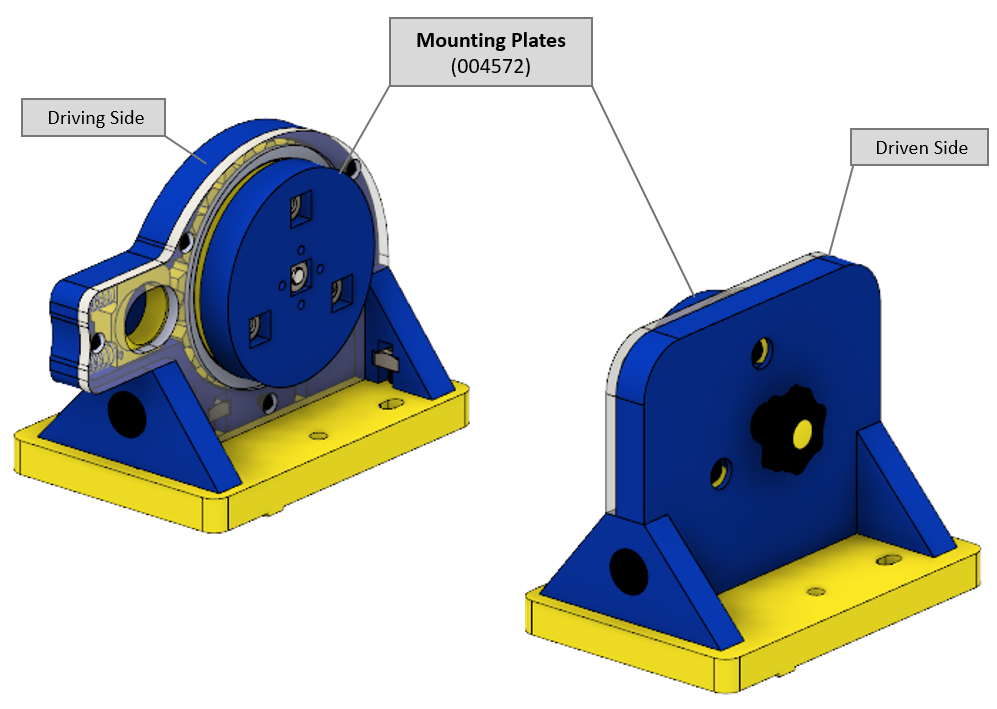 Mounting Plates
(004572)
Driving Side
Driven Side